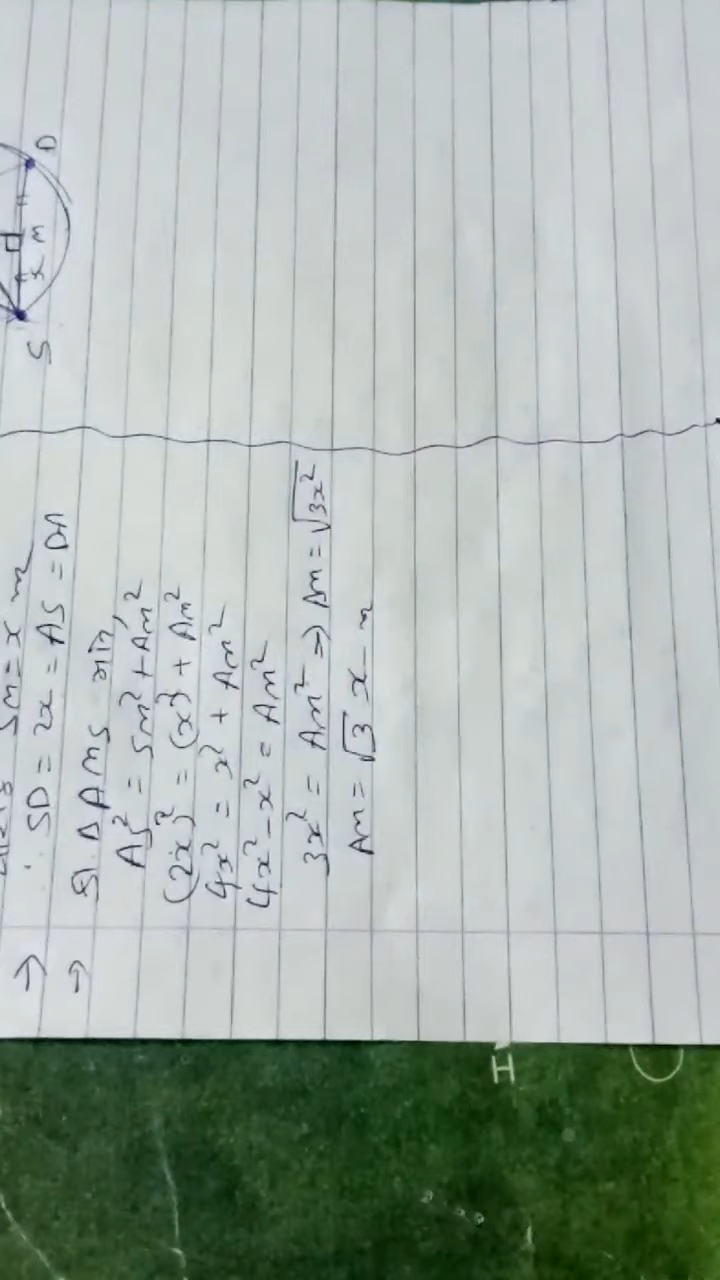 SM = x m
→ ∴ SD = 2x = AS = DA
→ Δ AMS
AS² = SM² + AM²
(2x)² = (x)² + AM²
4x² = x² + AM²
4x² - x² = AM²
3x² = AM² ⇒ AM = √3x²
AM = √3 x m
S
x
M
D
H